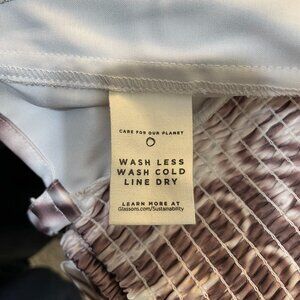 CARE FOR OUR PLANET
WASH LESS
WASH COLD
LINE DRY
LEARN MORE AT
Glassons.com/Sustainability